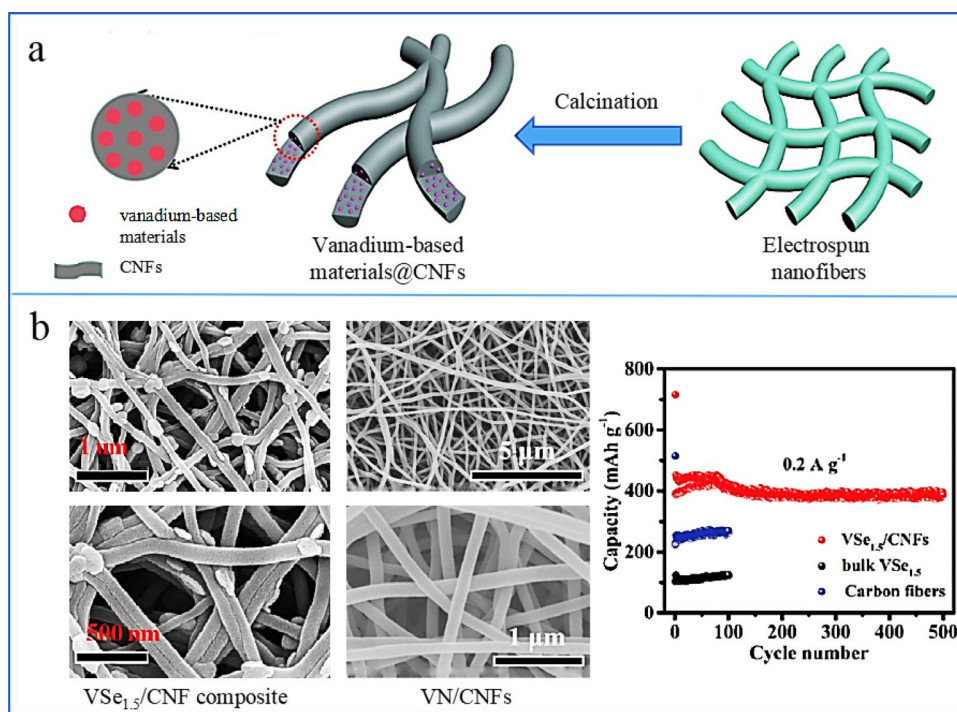 a
Calcination
vanadium-based
materials
CNFs
Vanadium-based
materials@CNFs
Electrospun
nanofibers
b
1 µm
5 µm
500 nm
1 µm
VSe₁.₅/CNF composite
VN/CNFs
800
600
400
200
0
Capacity (mAh g⁻¹)
0.2 A g⁻¹
VSe₁.₅/CNFs
bulk VSe₁.₅
Carbon fibers
0
100
200
300
400
500
Cycle number